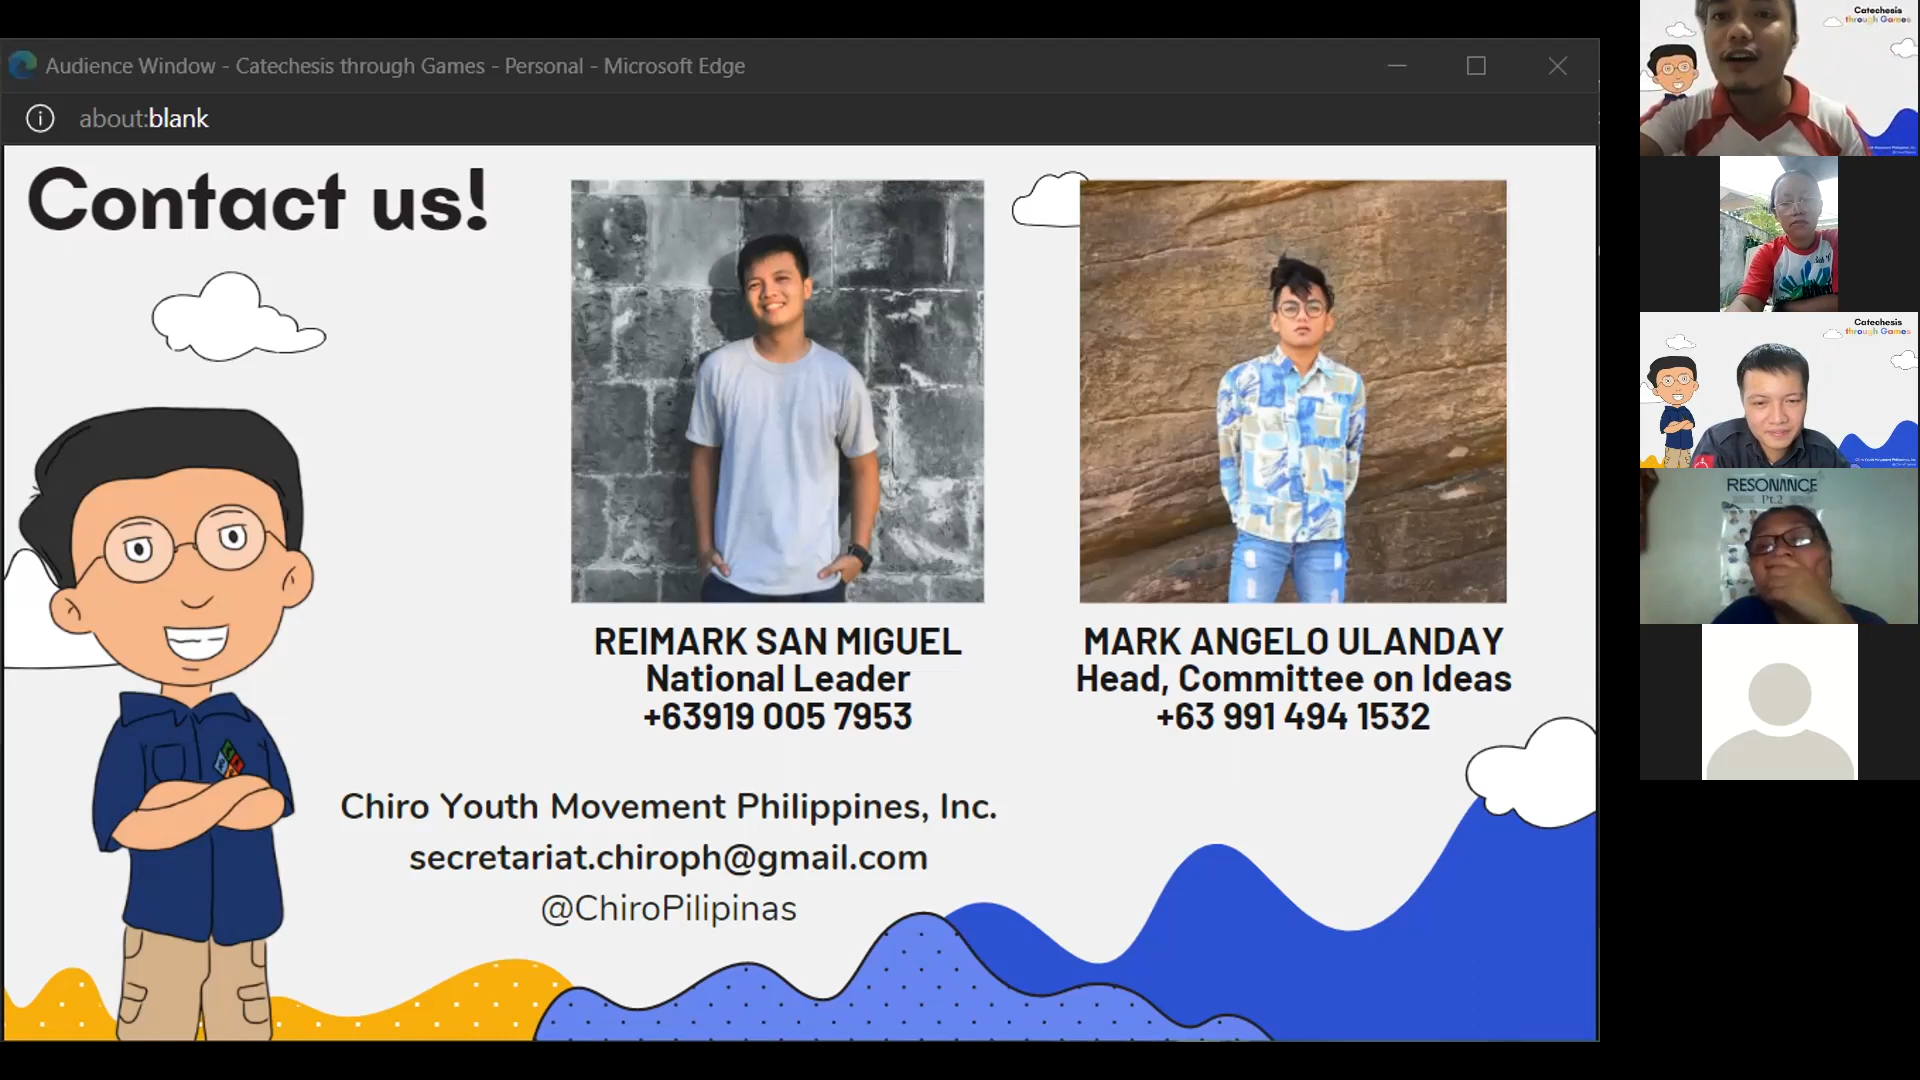 Audience Window - Catechesis through Games - Personal - Microsoft Edge
about:blank
Contact us!
REIMARK SAN MIGUEL
National Leader
+63919 005 7953
MARK ANGELO ULANDAY
Head, Committee on Ideas
+63 991 494 1532
Chiro Youth Movement Philippines, Inc.
secretariat.chiroph@gmail.com
@ChiroPilipinas
Catechesis
through Games
Catechesis
through Games
RESONANCE
Pt.2